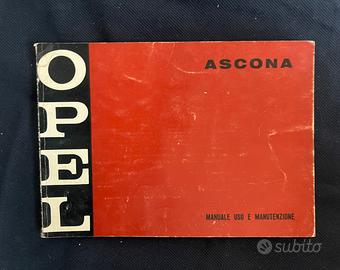 OPEL
ASCONA
MANUALE USO E MANUTENZIONE
subito